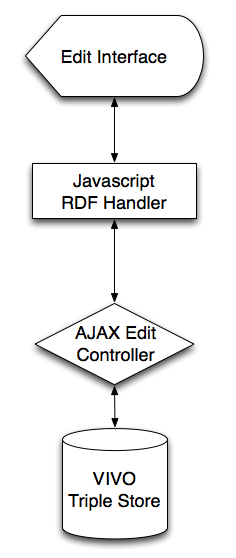 Edit Interface
Javascript
RDF Handler
AJAX Edit
Controller
VIVO
Triple Store